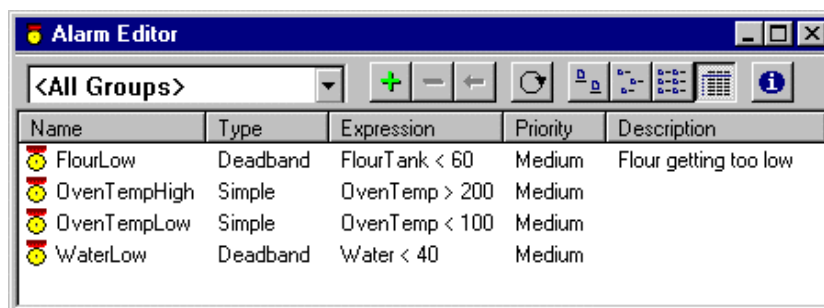 Alarm Editor
<All Groups>
Name Type Expression Priority Description
FlourLow Deadband FlourTank < 60 Medium Flour getting too low
OvenTempHigh Simple OvenTemp > 200 Medium
OvenTempLow Simple OvenTemp < 100 Medium
WaterLow Deadband Water < 40 Medium